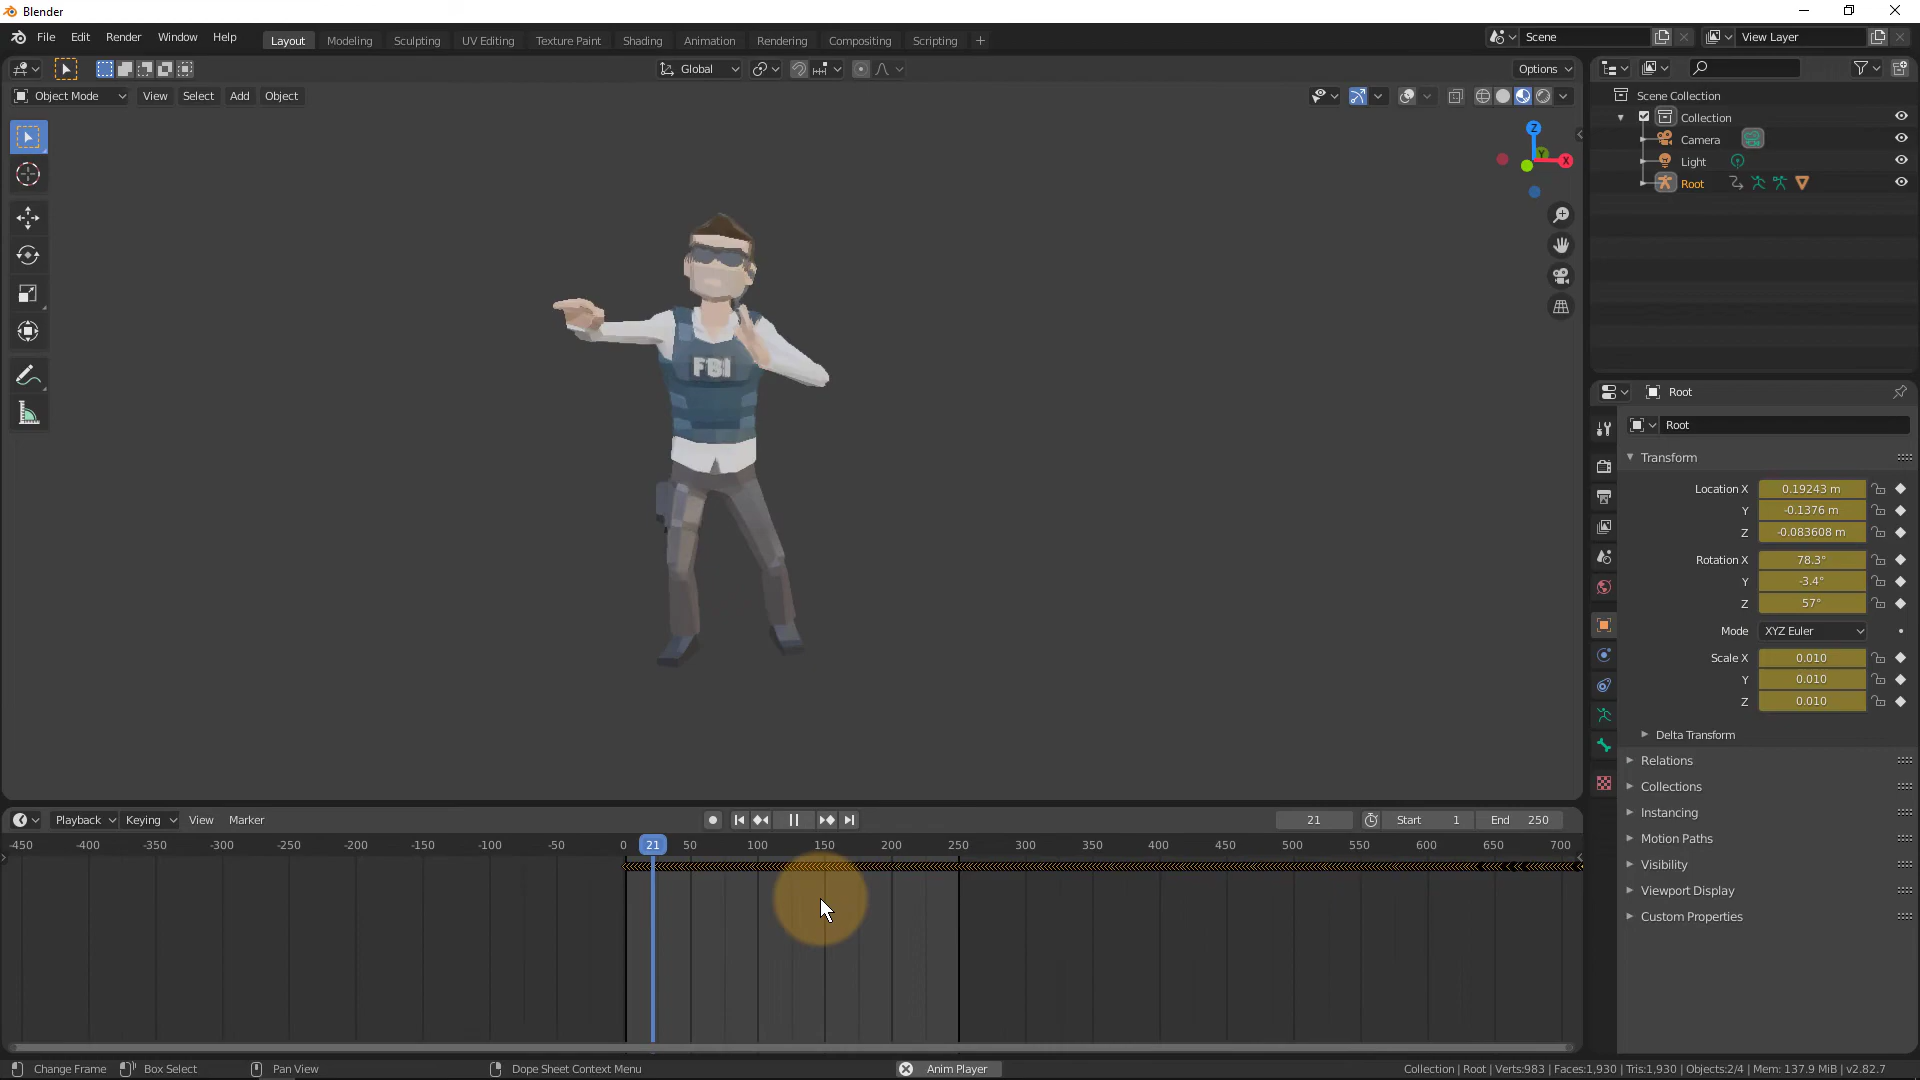 Blender
File Edit Render Window Help
Layout Modeling Sculpting UV Editing Texture Paint Shading Animation Rendering Compositing Scripting +
Scene
View Layer
Global
Options
Object Mode View Select Add Object
Z
Y
X
FBI
Scene Collection
Collection
Camera
Light
Root
Root
Root
Transform
Location X 0.19243 m
Y -0.1376 m
Z -0.083608 m
Rotation X 78.3°
Y -3.4°
Z 57°
Mode XYZ Euler
Scale X 0.010
Y 0.010
Z 0.010
Delta Transform
Relations
Collections
Instancing
Motion Paths
Visibility
Viewport Display
Custom Properties
Playback Keying View Marker
21 Start 1 End 250
-450 -400 -350 -300 -250 -200 -150 -100 -50 0 21 50 100 150 200 250 300 350 400 450 500 550 600 650 700
Change Frame Box Select Pan View Dope Sheet Context Menu Anim Player
Collection | Root | Verts:983 | Faces:1,930 | Tris:1,930 | Objects:2/4 | Mem: 137.9 MiB | v2.82.7